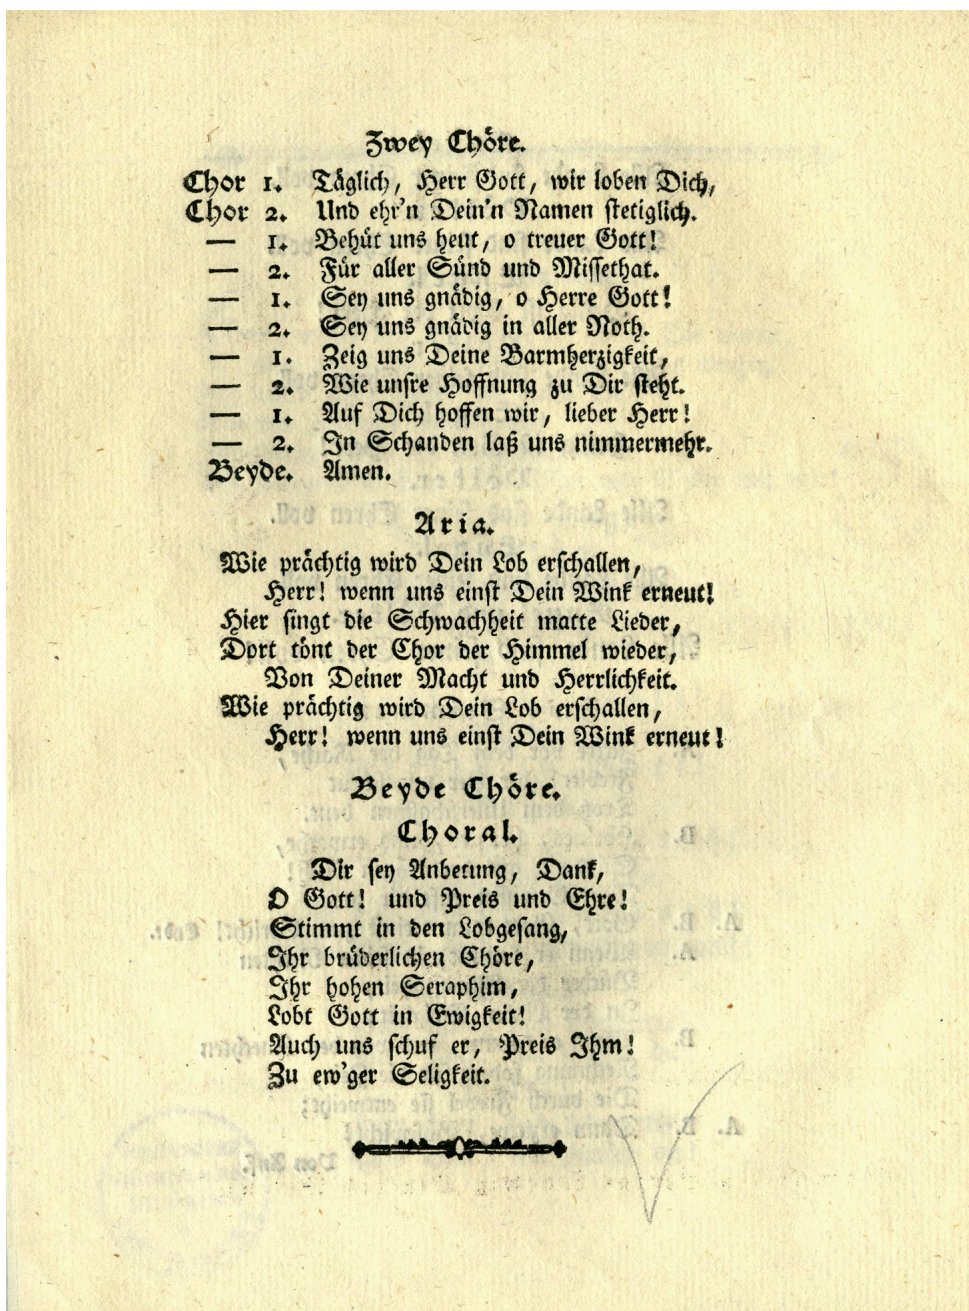 Zwey Chöre.
Chor 1. Täglich, Herr Gott, wir loben Dich,
Chor 2. Und ehr'n Dein'n Namen stetiglich.
— 1. Behüt uns heut, o treuer Gott!
— 2. Für aller Sünd und Missethat.
— 1. Sey uns gnädig, o Herre Gott!
— 2. Sey uns gnädig in aller Noth.
— 1. Zeig uns Deine Barmherzigkeit,
— 2. Wie unsre Hoffnung zu Dir steht.
— 1. Auf Dich hoffen wir, lieber Herr!
— 2. In Schanden laß uns nimmermehr.
Beyde. Amen.
Aria.
Wie prächtig wird Dein Lob erschallen,
Herr! wenn uns einst Dein Wink erneut!
Hier singt die Schwachheit matte Lieder,
Dort tönt der Chor der Himmel wieder,
Von Deiner Macht und Herrlichkeit.
Wie prächtig wird Dein Lob erschallen,
Herr! wenn uns einst Dein Wink erneut!
Beyde Chöre.
Choral.
Dir sey Anbetung, Dank,
O Gott! und Preis und Ehre!
Stimmt in den Lobgesang,
Ihr brüderlichen Chöre,
Ihr hohen Seraphim,
Lobt Gott in Ewigkeit!
Auch uns schuf er, Preis Ihm!
Zu ew'ger Seligkeit.